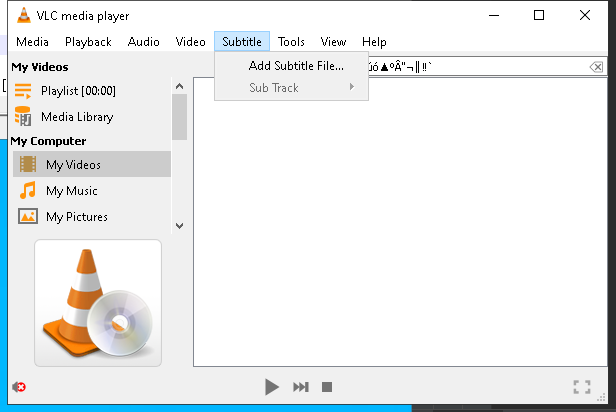 VLC media player
Media Playback Audio Video Subtitle Tools View Help
My Videos
Playlist [00:00]
Media Library
My Computer
My Videos
My Music
My Pictures
Add Subtitle File...
Sub Track
úó▲ºÂ"¬║‼`